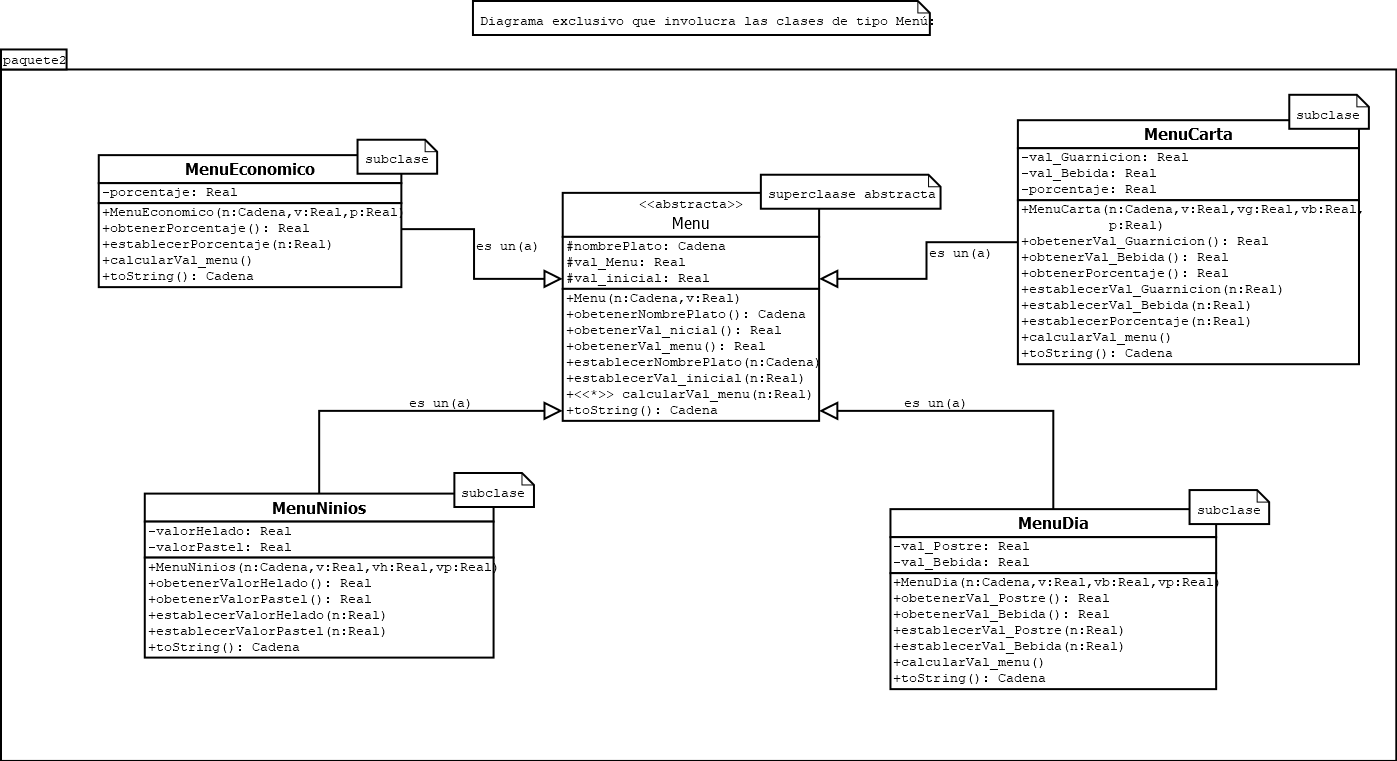 Diagrama exclusivo que involucra las clases de tipo Menú:
paquete2
subclase
MenuEconomico
-porcentaje: Real
+MenuEconomico(n:Cadena,v:Real,p:Real)
+obtenerPorcentaje(): Real
+establecerPorcentaje(n:Real)
+calcularVal_menu()
+toString(): Cadena
es un(a)
superclaase abstracta
<<abstracta>>
Menu
#nombrePlato: Cadena
#val_Menu: Real
#val_inicial: Real
+Menu(n:Cadena,v:Real)
+obetenerNombrePlato(): Cadena
+obetenerVal_nicial(): Real
+obetenerVal_menu(): Real
+establecerNombrePlato(n:Cadena)
+establecerVal_inicial(n:Real)
+<<*>> calcularVal_menu(n:Real)
+toString(): Cadena
es un(a)
subclase
MenuCarta
-val_Guarnicion: Real
-val_Bebida: Real
-porcentaje: Real
+MenuCarta(n:Cadena,v:Real,vg:Real,vb:Real,
p:Real)
+obetenerVal_Guarnicion(): Real
+obtenerVal_Bebida(): Real
+obtenerPorcentaje(): Real
+establecerVal_Guarnicion(n:Real)
+establecerVal_Bebida(n:Real)
+establecerPorcentaje(n:Real)
+calcularVal_menu()
+toString(): Cadena
es un(a)
subclase
MenuNinios
-valorHelado: Real
-valorPastel: Real
+MenuNinios(n:Cadena,v:Real,vh:Real,vp:Real)
+obetenerValorHelado(): Real
+obetenerValorPastel(): Real
+establecerValorHelado(n:Real)
+establecerValorPastel(n:Real)
+toString(): Cadena
es un(a)
subclase
MenuDia
-val_Postre: Real
-val_Bebida: Real
+MenuDia(n:Cadena,v:Real,vb:Real,vp:Real)
+obetenerVal_Postre(): Real
+obetenerVal_Bebida(): Real
+establecerVal_Postre(n:Real)
+establecerVal_Bebida(n:Real)
+calcularVal_menu()
+toString(): Cadena